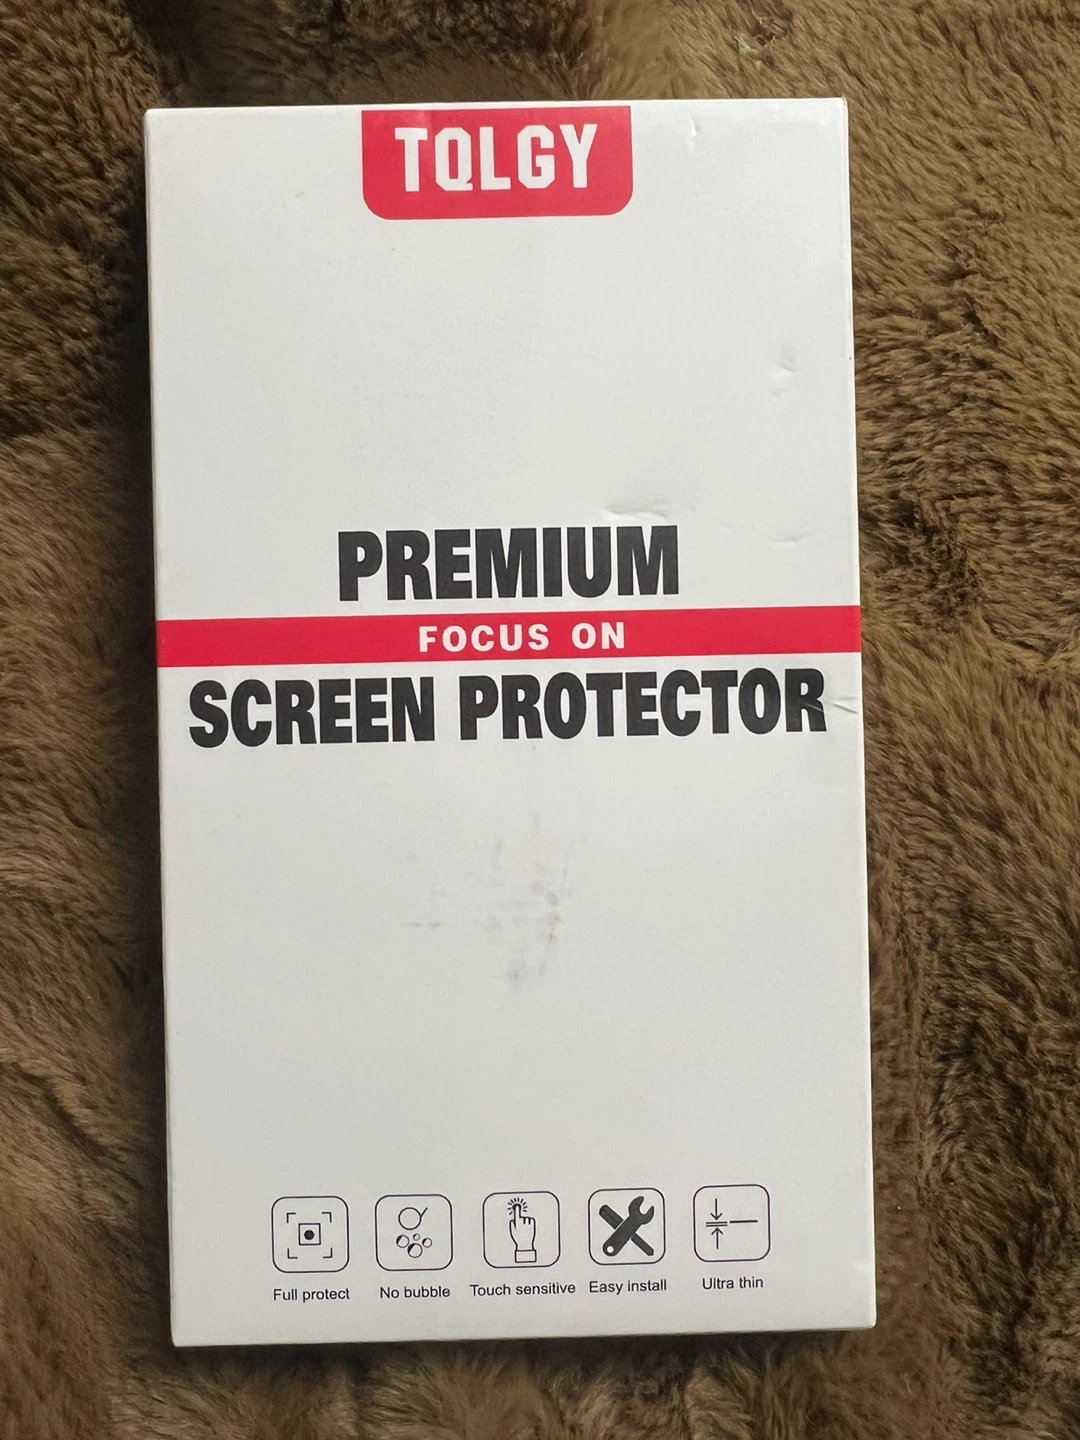 TQLGY
PREMIUM
FOCUS ON
SCREEN PROTECTOR
Full protect No bubble Touch sensitive Easy install Ultra thin